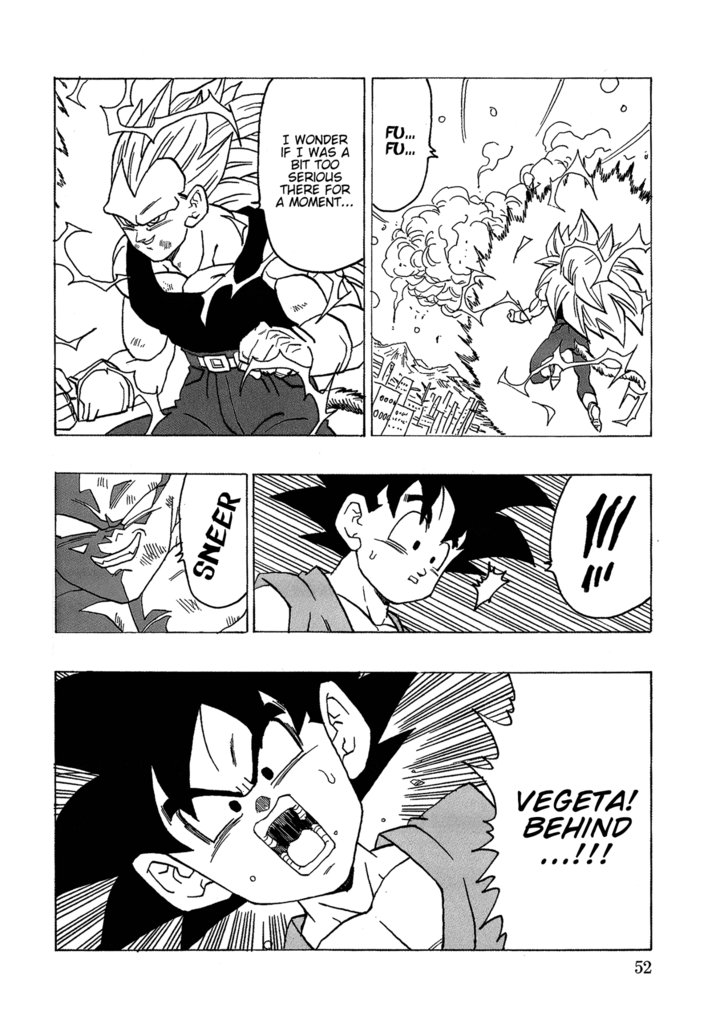 FU...
FU...
I WONDER
IF I WAS A
BIT TOO
SERIOUS
THERE FOR
A MOMENT...
!!!
!!!
SNEER
VEGETA!
BEHIND
...!!!
52